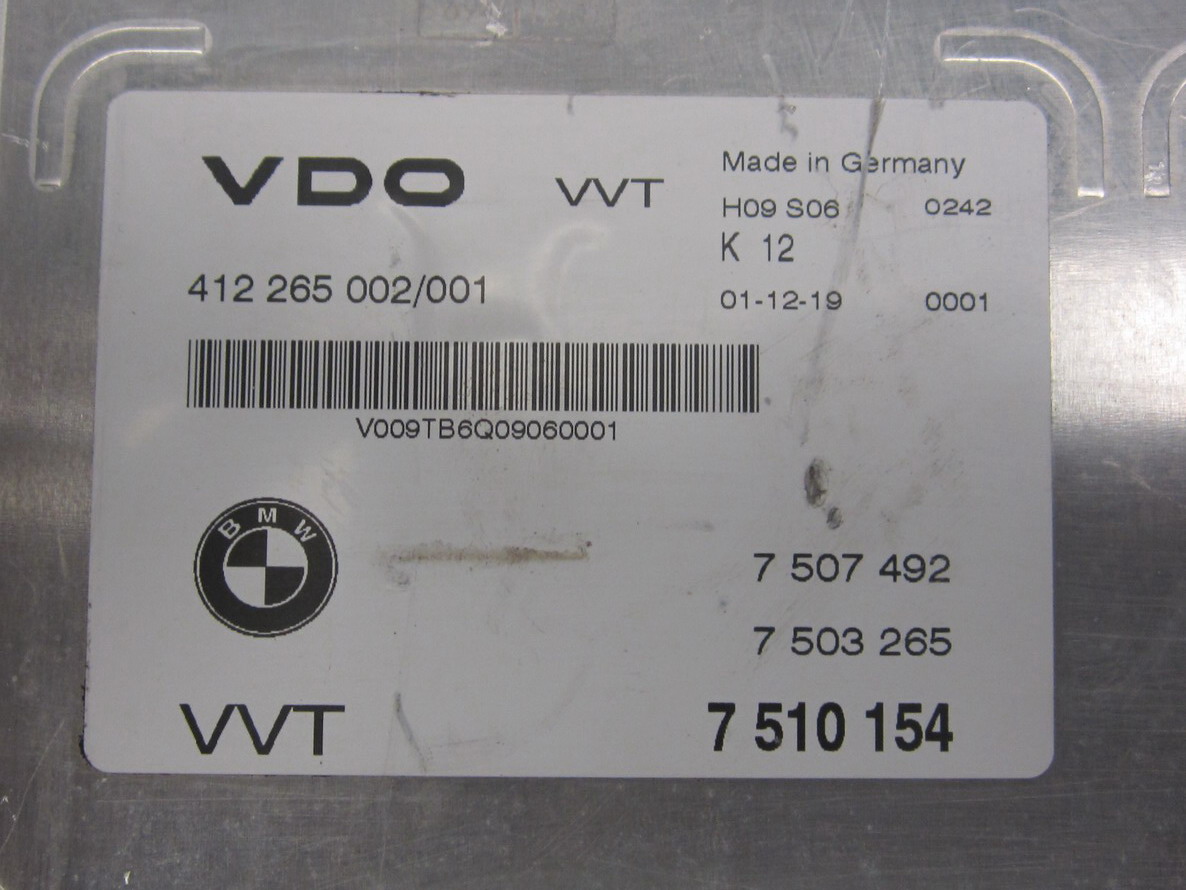 VDO
VVT
Made in Germany
H09 S06 0242
K 12
412 265 002/001
01-12-19 0001
V009TB6Q09060001
BMW
7 507 492
7 503 265
VVT
7 510 154